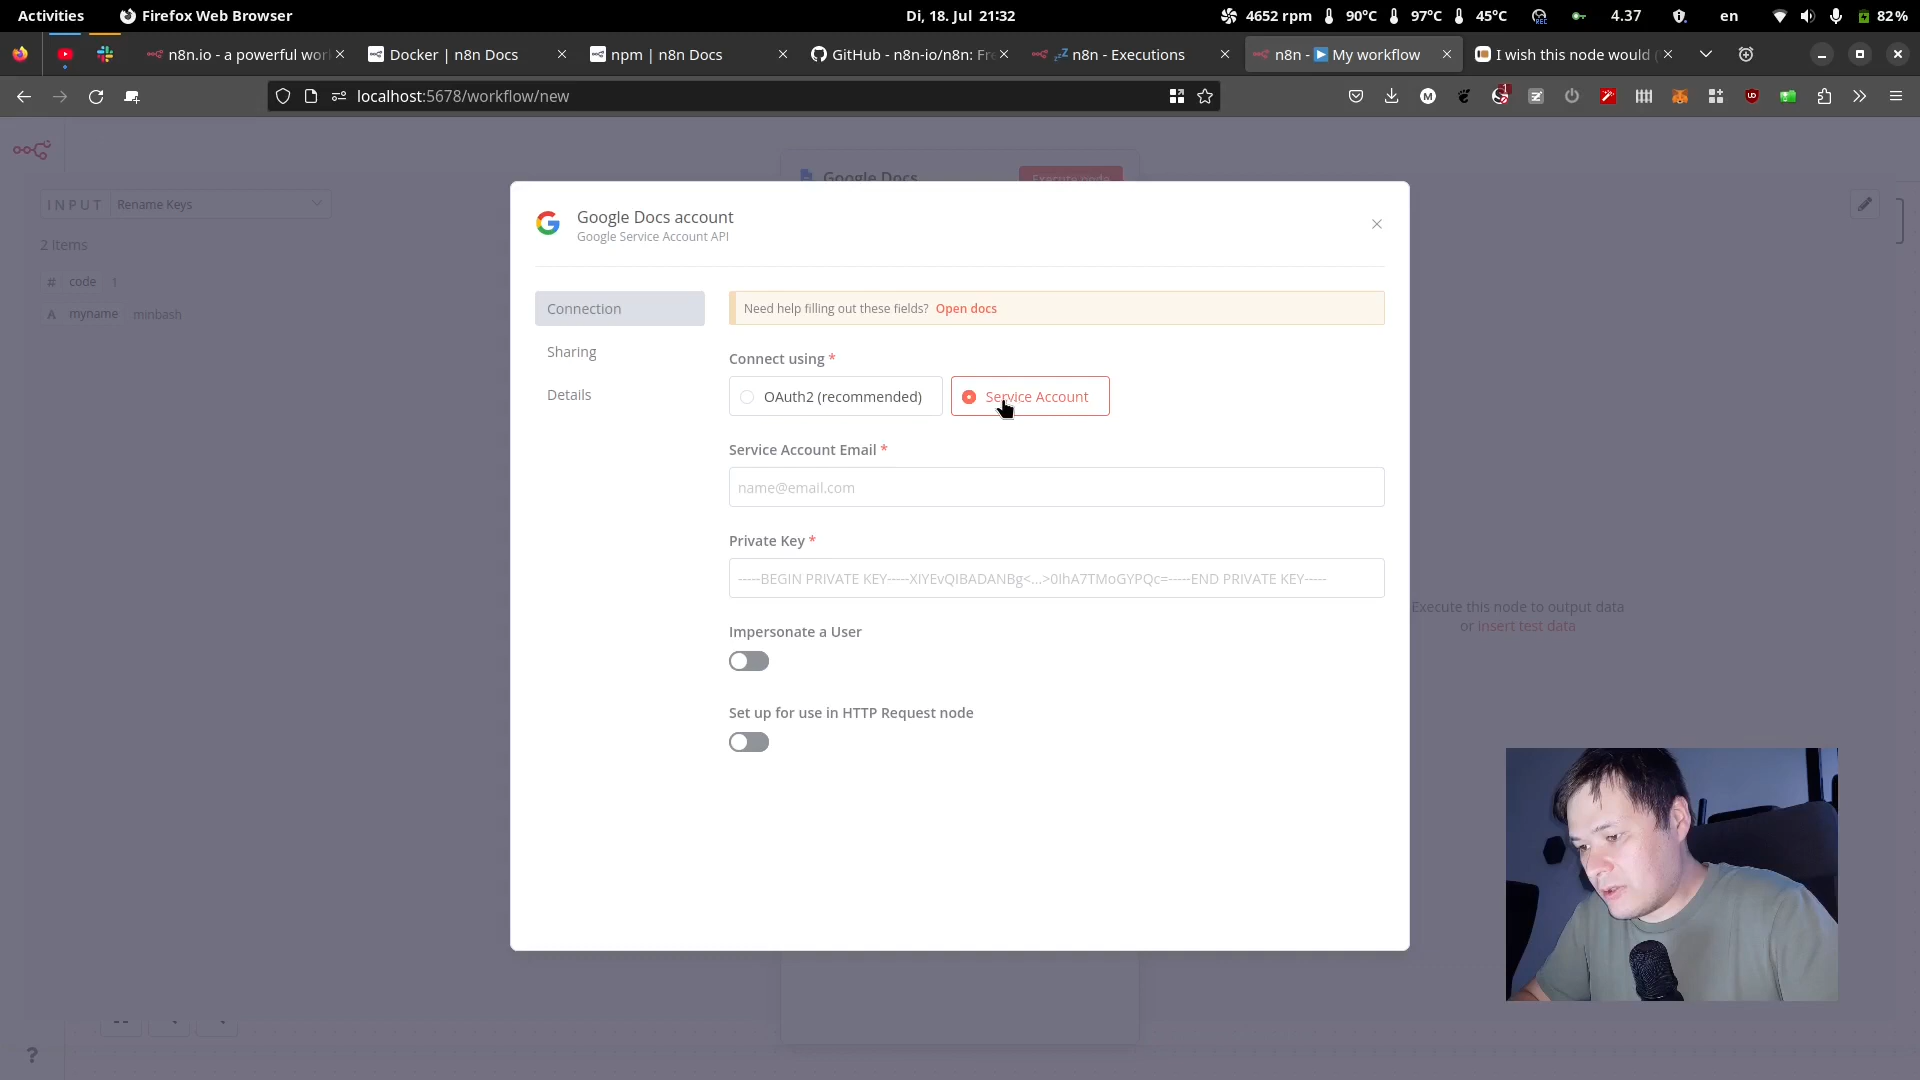 Activities
Firefox Web Browser
Di, 18. Jul 21:32
4652 rpm
90°C
97°C
45°C
4.37
en
82%
n8n.io - a powerful wor
Docker | n8n Docs
npm | n8n Docs
GitHub - n8n-io/n8n: Fre
n8n - Executions
n8n - My workflow
I wish this node would (
localhost:5678/workflow/new
Google Docs
Execute node
INPUT
Rename Keys
2 items
# code 1
A myname minbash
Google Docs account
Google Service Account API
Connection
Sharing
Details
Need help filling out these fields? Open docs
Connect using *
OAuth2 (recommended)
Service Account
Service Account Email *
name@email.com
Private Key *
-----BEGIN PRIVATE KEY-----XIYEvQIBADANBg<...>0IhA7TMoGYPQc=-----END PRIVATE KEY-----
Impersonate a User
Set up for use in HTTP Request node
Execute this node to output data
or insert test data
?